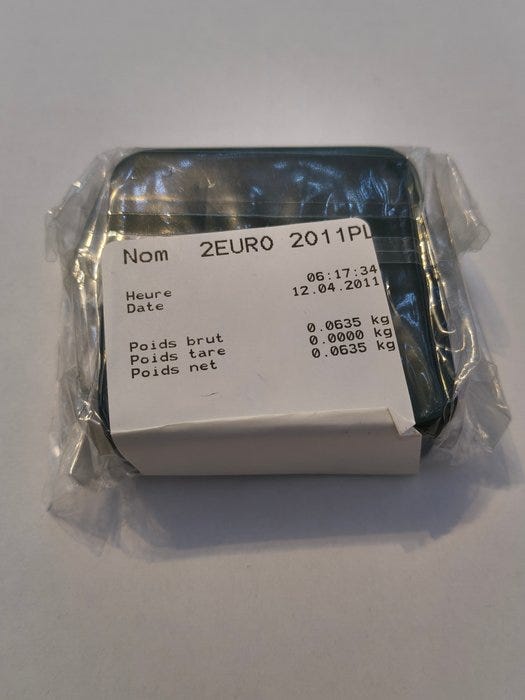 Nom 2EURO 2011PL
Heure 06:17:34
Date 12.04.2011
Poids brut 0.0635 kg
Poids tare 0.0000 kg
Poids net 0.0635 kg